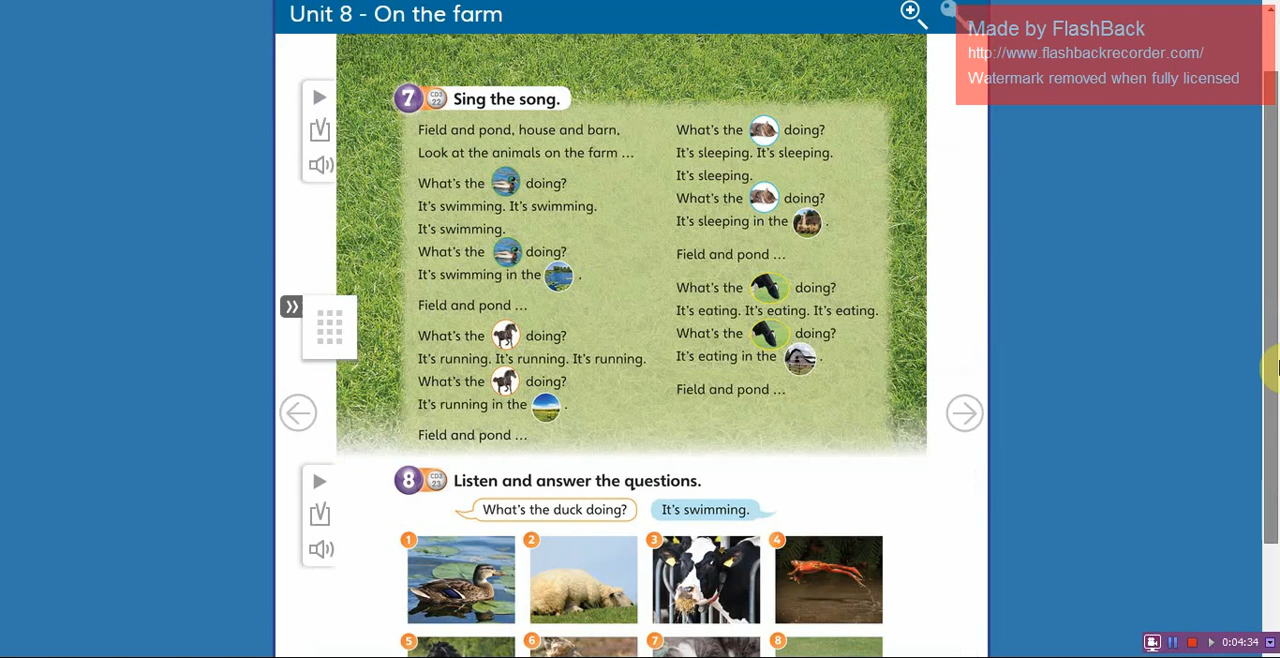 Unit 8 - On the farm
Made by FlashBack
http://www.flashbackrecorder.com/
Watermark removed when fully licensed
7 CD3 22 Sing the song.
Field and pond, house and barn,
Look at the animals on the farm ...
What's the doing?
It's swimming. It's swimming.
It's swimming.
What's the doing?
It's swimming in the .
Field and pond ...
What's the doing?
It's running. It's running. It's running.
What's the doing?
It's running in the .
Field and pond ...
What's the doing?
It's sleeping. It's sleeping.
It's sleeping.
What's the doing?
It's sleeping in the .
Field and pond ...
What's the doing?
It's eating. It's eating. It's eating.
What's the doing?
It's eating in the .
Field and pond ...
8 CD3 23 Listen and answer the questions.
What's the duck doing? It's swimming.
1 2 3 4
5 6 7 8
0:04:34